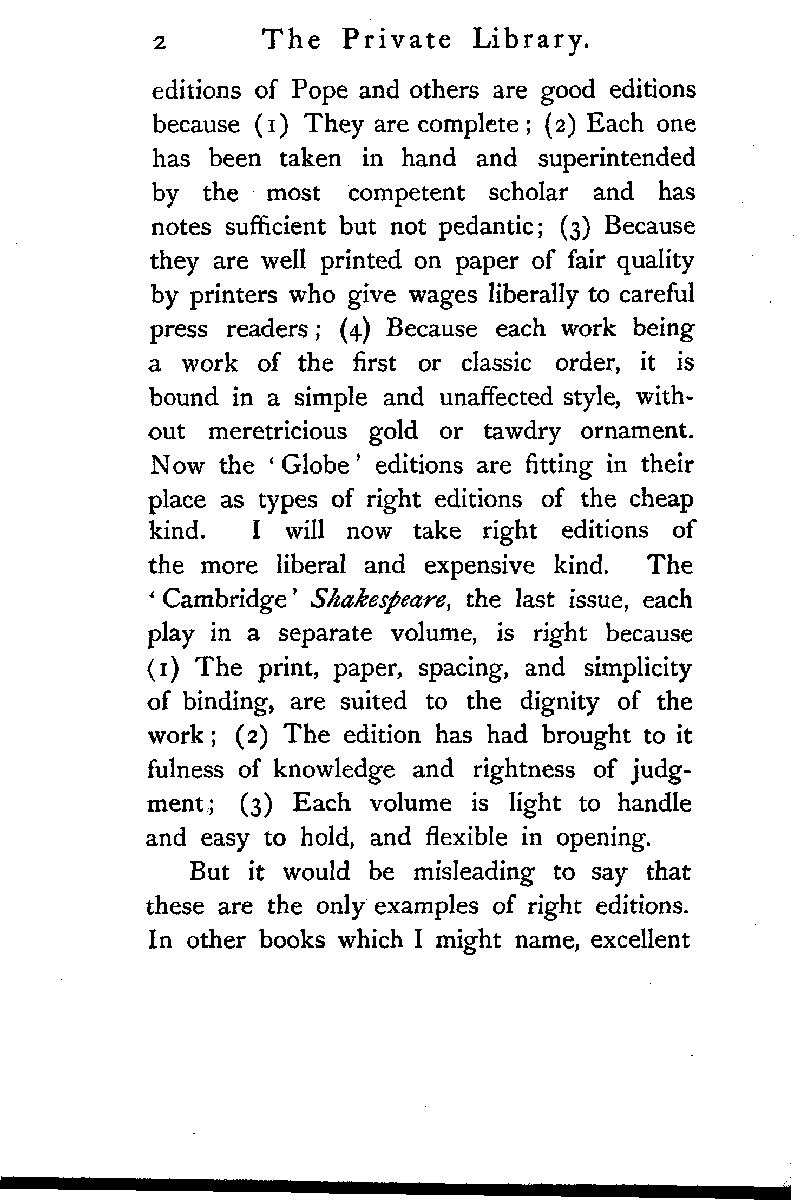 2 The Private Library.
editions of Pope and others are good editions
because (1) They are complete ; (2) Each one
has been taken in hand and superintended
by the most competent scholar and has
notes sufficient but not pedantic; (3) Because
they are well printed on paper of fair quality
by printers who give wages liberally to careful
press readers ; (4) Because each work being
a work of the first or classic order, it is
bound in a simple and unaffected style, with-
out meretricious gold or tawdry ornament.
Now the ‘ Globe ’ editions are fitting in their
place as types of right editions of the cheap
kind. I will now take right editions of
the more liberal and expensive kind. The
‘ Cambridge ’ Shakespeare, the last issue, each
play in a separate volume, is right because
(1) The print, paper, spacing, and simplicity
of binding, are suited to the dignity of the
work ; (2) The edition has had brought to it
fulness of knowledge and rightness of judg-
ment ; (3) Each volume is light to handle
and easy to hold, and flexible in opening.
But it would be misleading to say that
these are the only examples of right editions.
In other books which I might name, excellent